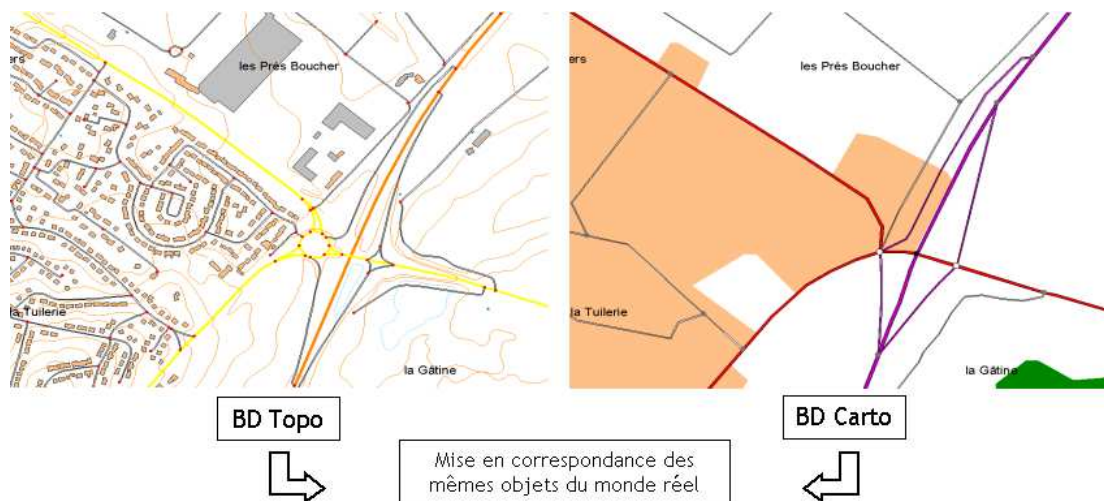 ers
les Prés Boucher
la Tuilerie
la Gâtine
ers
les Prés Boucher
la Tuilerie
la Gâtine
BD Topo
BD Carto
Mise en correspondance des
mêmes objets du monde réel